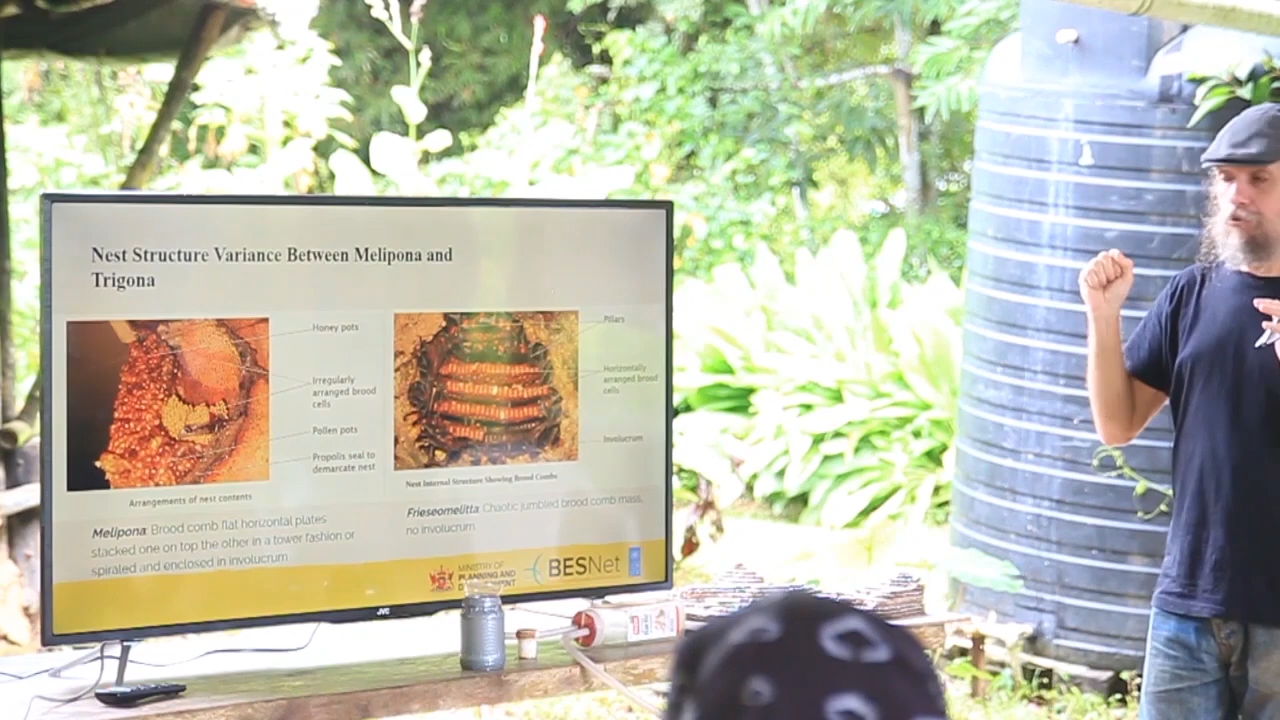 Nest Structure Variance Between Melipona and
Trigona
Honey pots
Irregularly
arranged brood
cells
Pollen pots
Propolis seal to
demarcate nest
Arrangements of nest contents
Pillars
Horizontally
arranged brood
cells
Involucrum
Nest Internal Structure Showing Brood Combs
Melipona: Brood comb flat horizontal plates
stacked one on top the other in a tower fashion or
spiraled and enclosed in involucrum
Frieseomelitta: Chaotic jumbled brood comb mass,
no involucrum
MINISTRY OF
PLANNING AND
DEVELOPMENT
BESNet
JVC